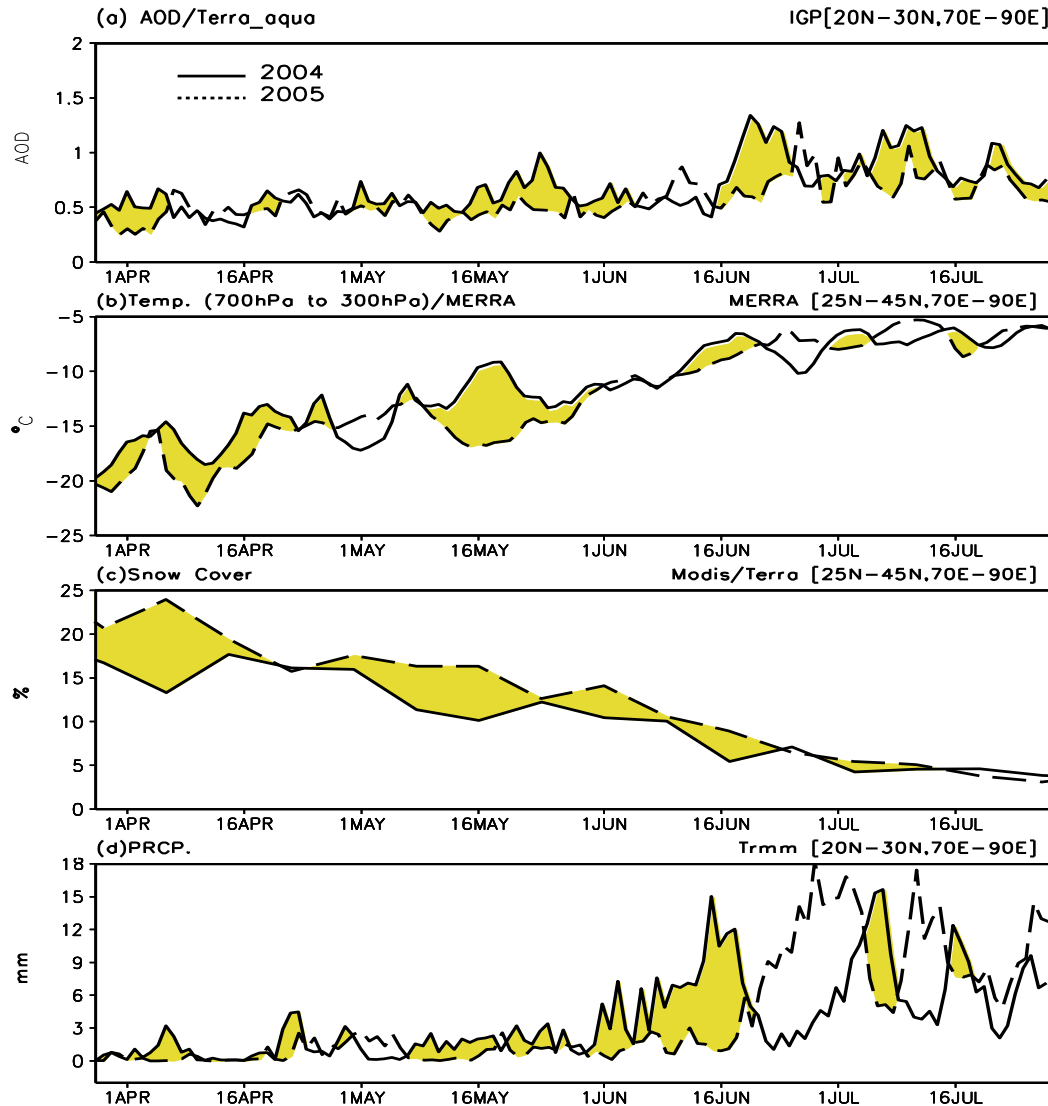 (a) AOD/Terra_aqua IGP[20N−30N,70E−90E]
2
2004
2005
1.5
AOD
1
0.5
0
1APR 16APR 1MAY 16MAY 1JUN 16JUN 1JUL 16JUL
(b)Temp. (700hPa to 300hPa)/MERRA MERRA [25N−45N,70E−90E]
−5
−10
°C
−15
−20
−25
1APR 16APR 1MAY 16MAY 1JUN 16JUN 1JUL 16JUL
(c)Snow Cover Modis/Terra [25N−45N,70E−90E]
25
20
15
%
10
5
0
1APR 16APR 1MAY 16MAY 1JUN 16JUN 1JUL 16JUL
(d)PRCP. Trmm [20N−30N,70E−90E]
18
15
12
9
mm
6
3
0
1APR 16APR 1MAY 16MAY 1JUN 16JUN 1JUL 16JUL